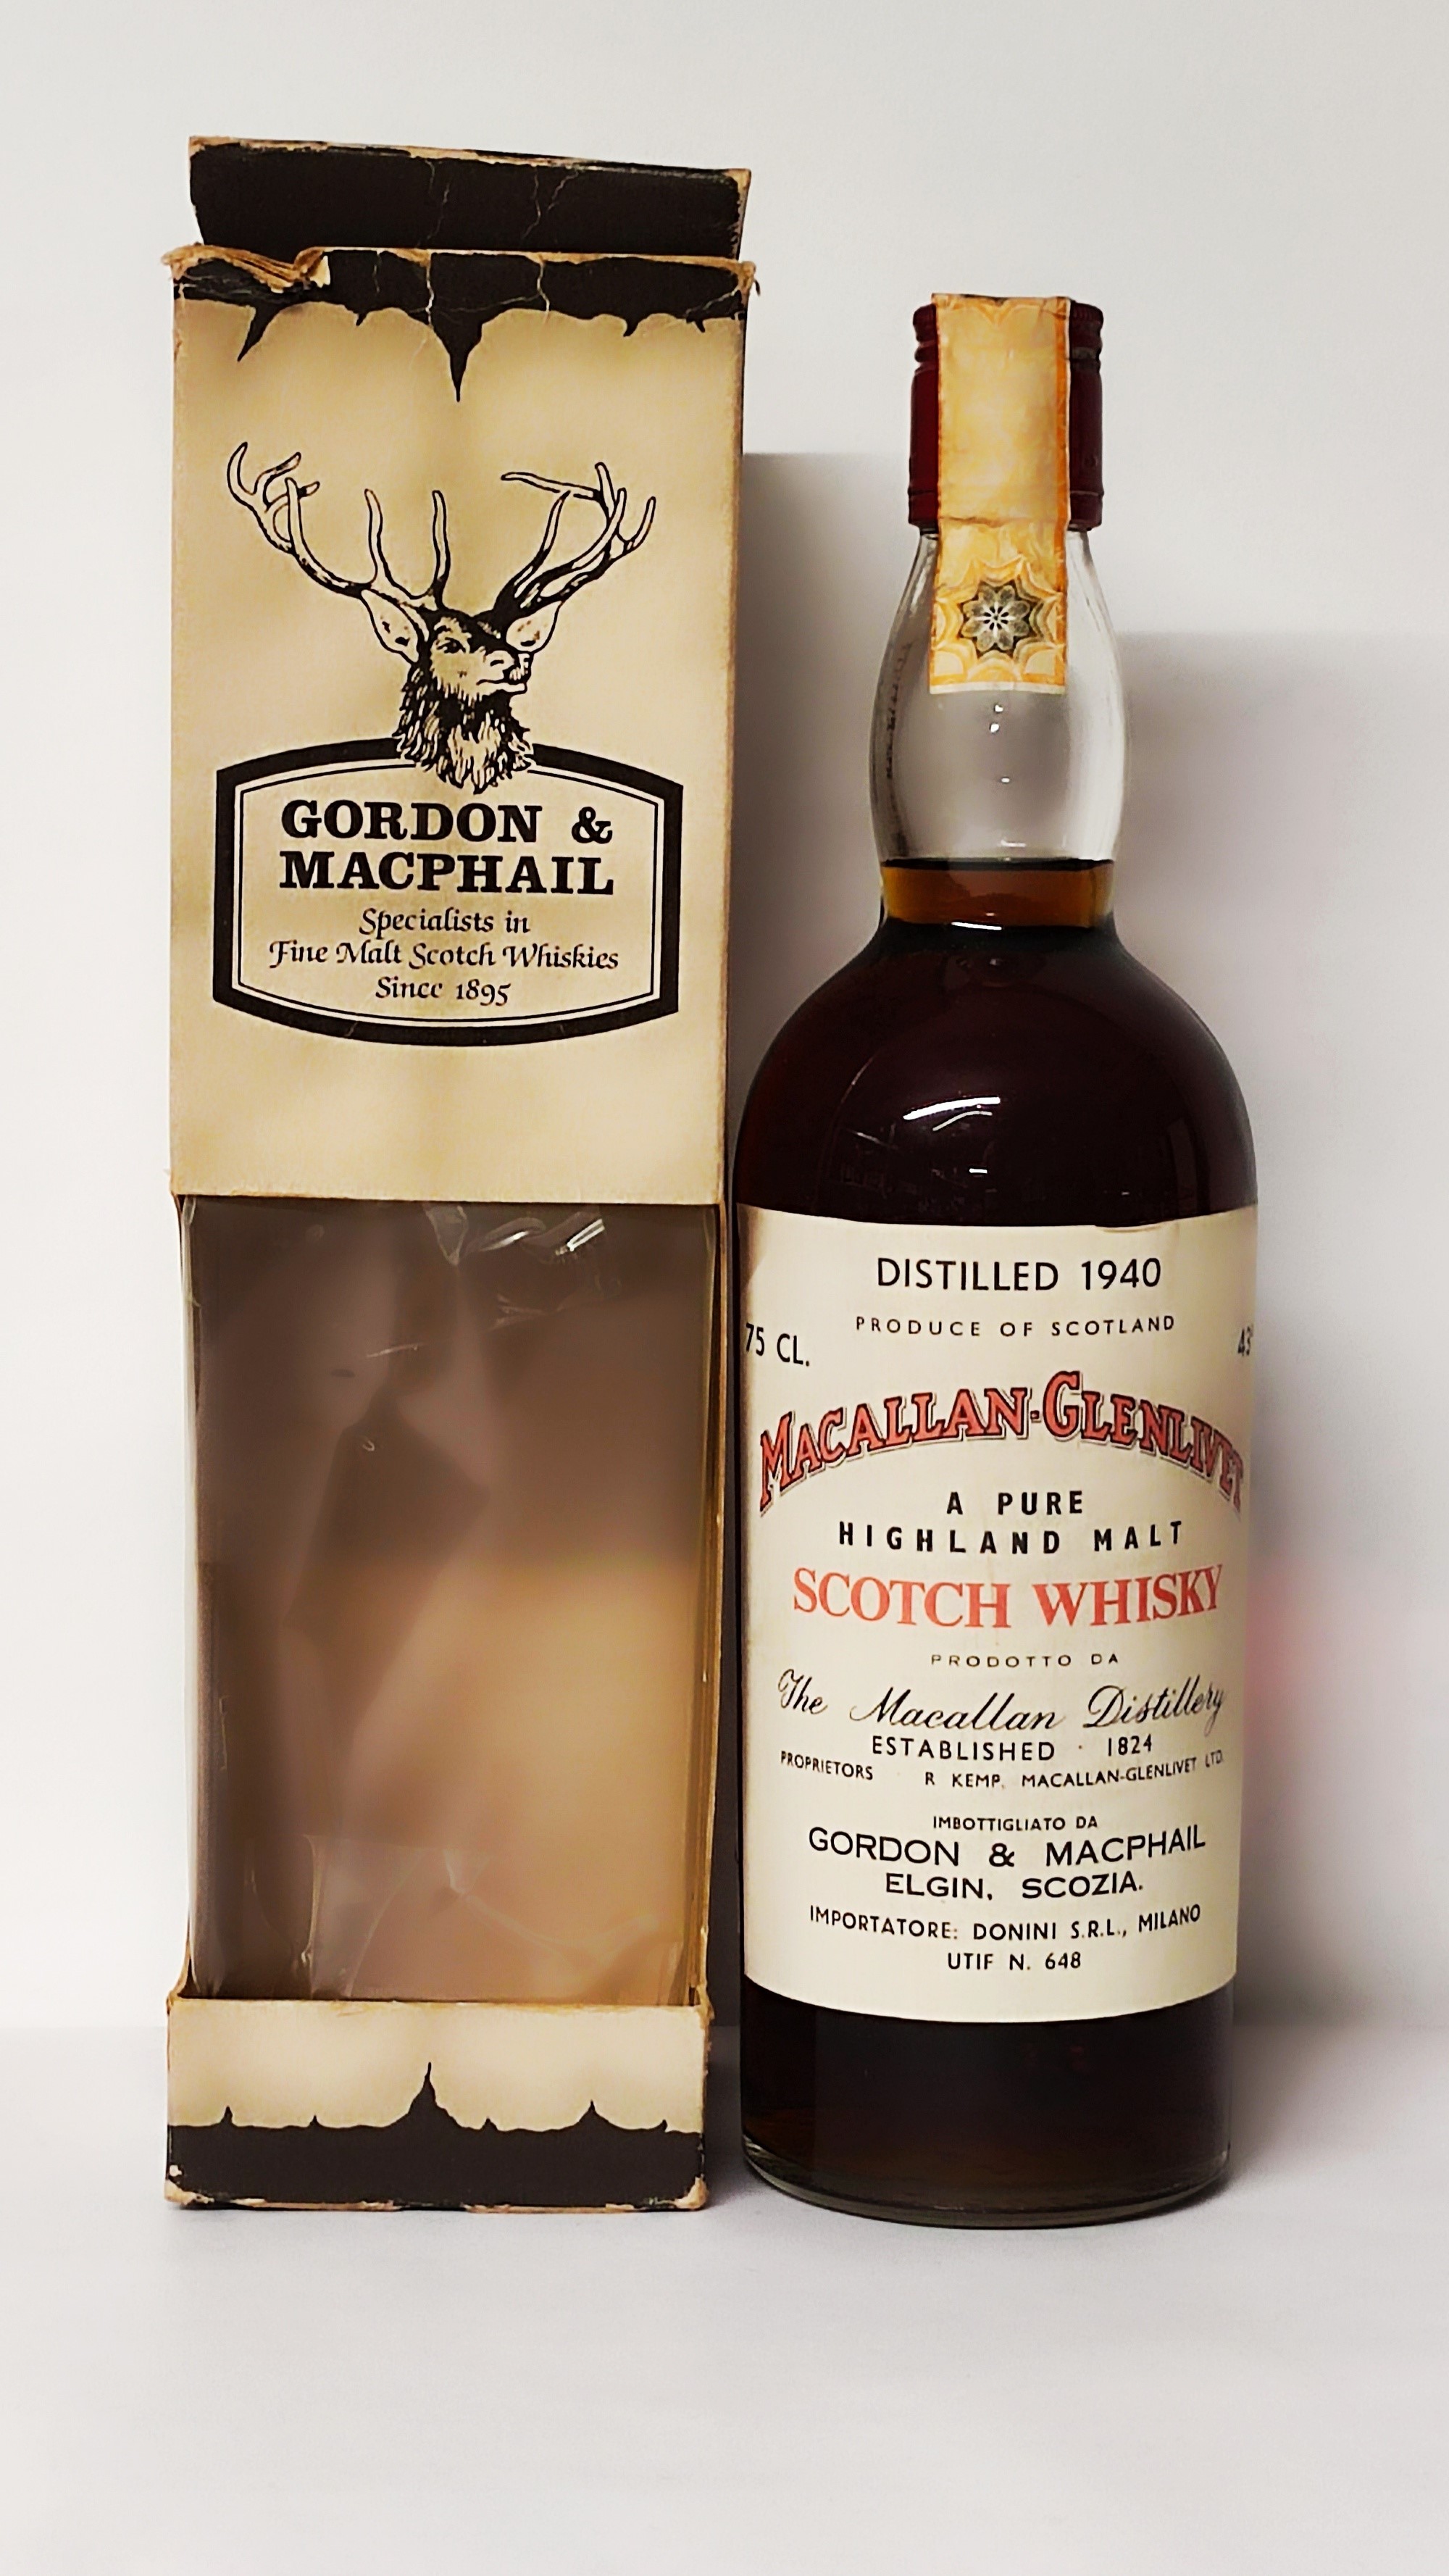 GORDON &
MACPHAIL
Specialists in
Fine Malt Scotch Whiskies
Since 1895
DISTILLED 1940
PRODUCE OF SCOTLAND
75 CL.
43°
MACALLAN-GLENLIVET
A PURE
HIGHLAND MALT
SCOTCH WHISKY
PRODOTTO DA
The Macallan Distillery
ESTABLISHED · 1824
PROPRIETORS R KEMP. MACALLAN-GLENLIVET LTD.
IMBOTTIGLIATO DA
GORDON & MACPHAIL
ELGIN, SCOZIA.
IMPORTATORE: DONINI S.R.L., MILANO
UTIF N. 648